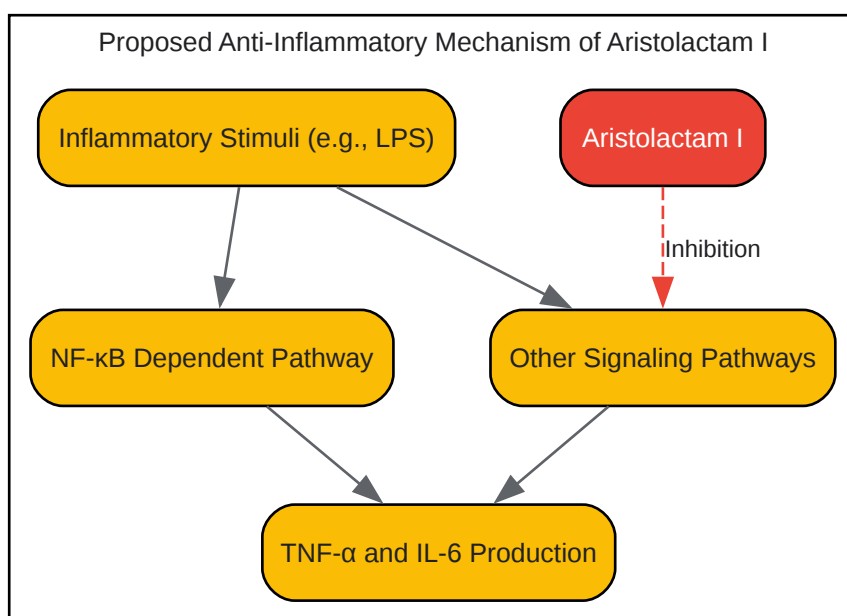 Proposed Anti-Inflammatory Mechanism of Aristolactam I
Inflammatory Stimuli (e.g., LPS)
Aristolactam I
Inhibition
NF-κB Dependent Pathway
Other Signaling Pathways
TNF-α and IL-6 Production